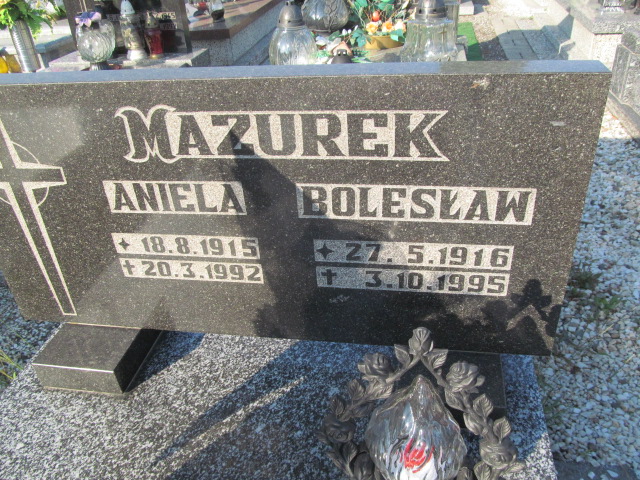 MAZUREK
ANIELA BOLESŁAW
18.8.1915 27.5.1916
20.3.1992 3.10.1995